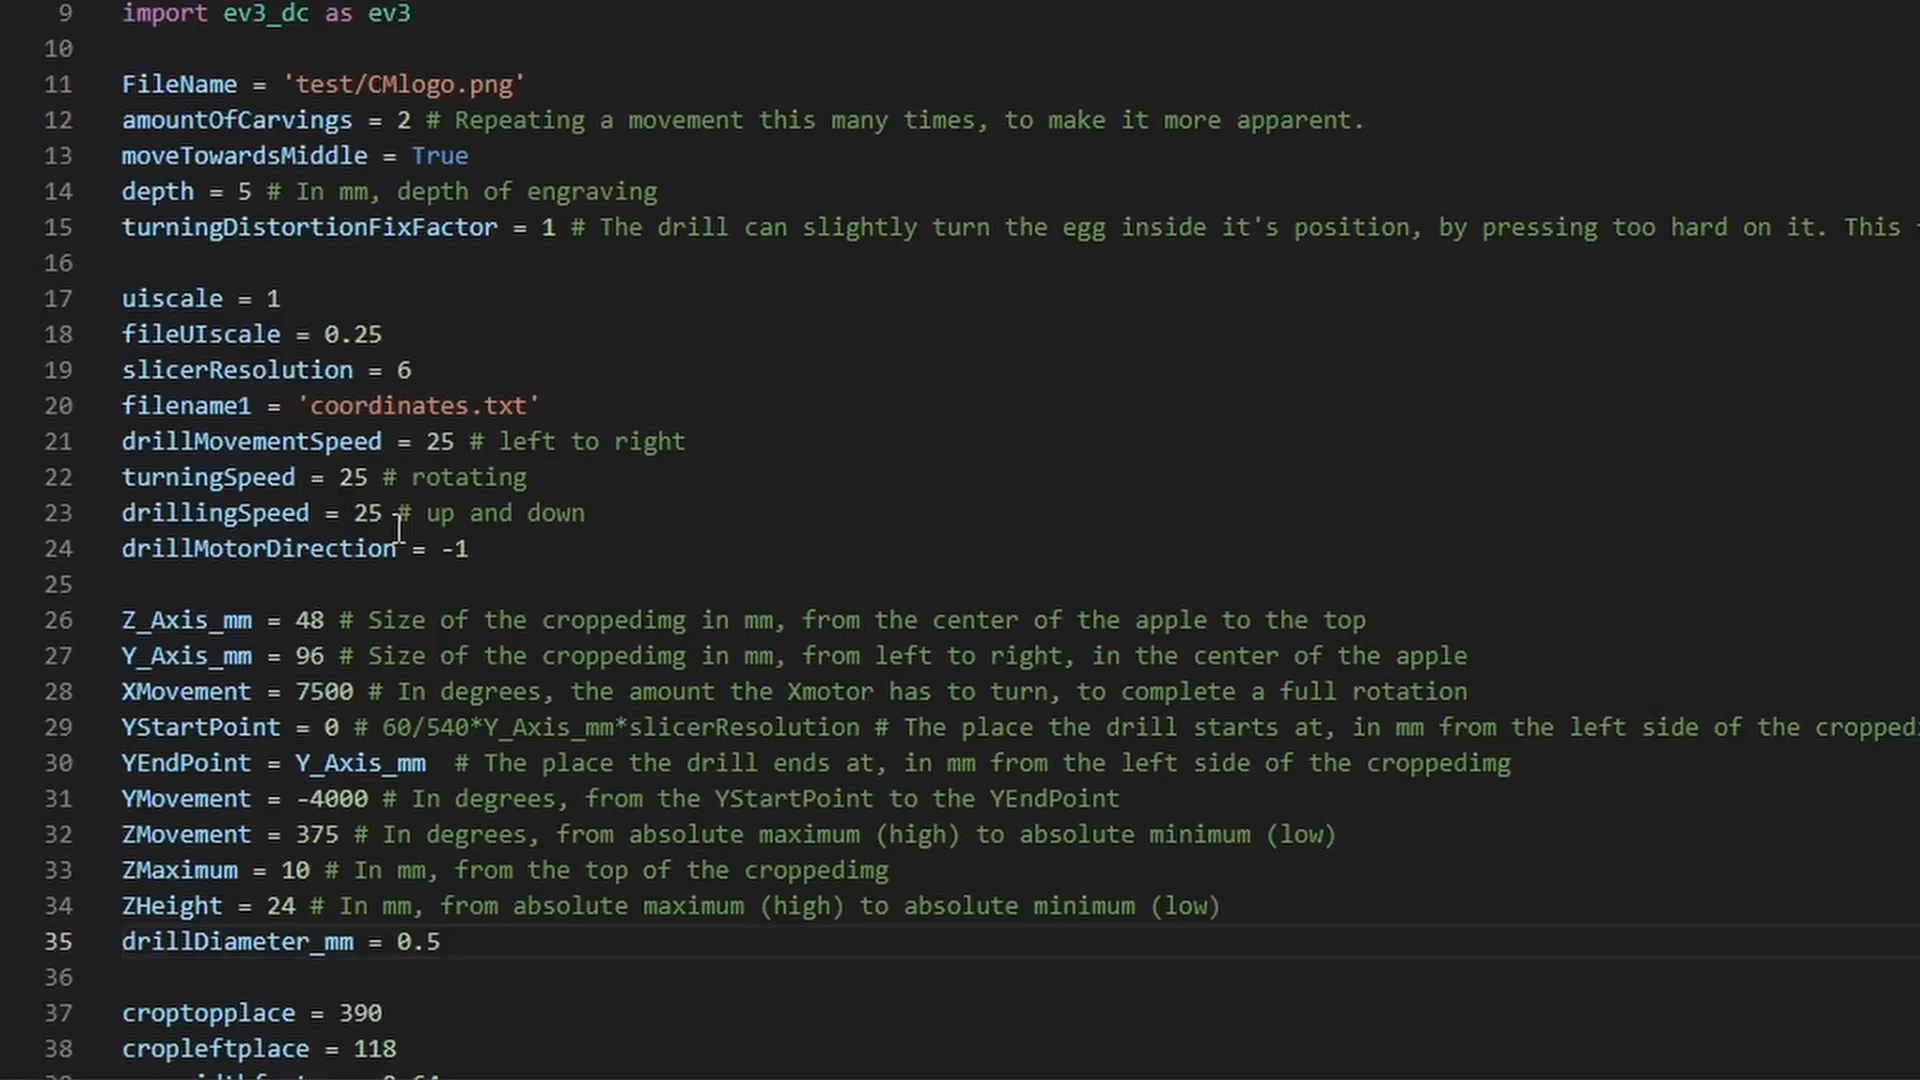 9 import ev3_dc as ev3
10
11 FileName = 'test/CMlogo.png'
12 amountOfCarvings = 2 # Repeating a movement this many times, to make it more apparent.
13 moveTowardsMiddle = True
14 depth = 5 # In mm, depth of engraving
15 turningDistortionFixFactor = 1 # The drill can slightly turn the egg inside it's position, by pressing too hard on it. This
16
17 uiscale = 1
18 fileUIscale = 0.25
19 slicerResolution = 6
20 filename1 = 'coordinates.txt'
21 drillMovementSpeed = 25 # left to right
22 turningSpeed = 25 # rotating
23 drillingSpeed = 25 # up and down
24 drillMotorDirection = -1
25
26 Z_Axis_mm = 48 # Size of the croppedimg in mm, from the center of the apple to the top
27 Y_Axis_mm = 96 # Size of the croppedimg in mm, from left to right, in the center of the apple
28 XMovement = 7500 # In degrees, the amount the Xmotor has to turn, to complete a full rotation
29 YStartPoint = 0 # 60/540*Y_Axis_mm*slicerResolution # The place the drill starts at, in mm from the left side of the croppedi
30 YEndPoint = Y_Axis_mm  # The place the drill ends at, in mm from the left side of the croppedimg
31 YMovement = -4000 # In degrees, from the YStartPoint to the YEndPoint
32 ZMovement = 375 # In degrees, from absolute maximum (high) to absolute minimum (low)
33 ZMaximum = 10 # In mm, from the top of the croppedimg
34 ZHeight = 24 # In mm, from absolute maximum (high) to absolute minimum (low)
35 drillDiameter_mm = 0.5
36
37 croptopplace = 390
38 cropleftplace = 118